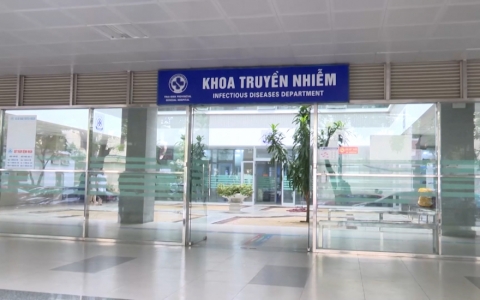 KHOA TRUYỀN NHIỄM
INFECTIOUS DISEASES DEPARTMENT